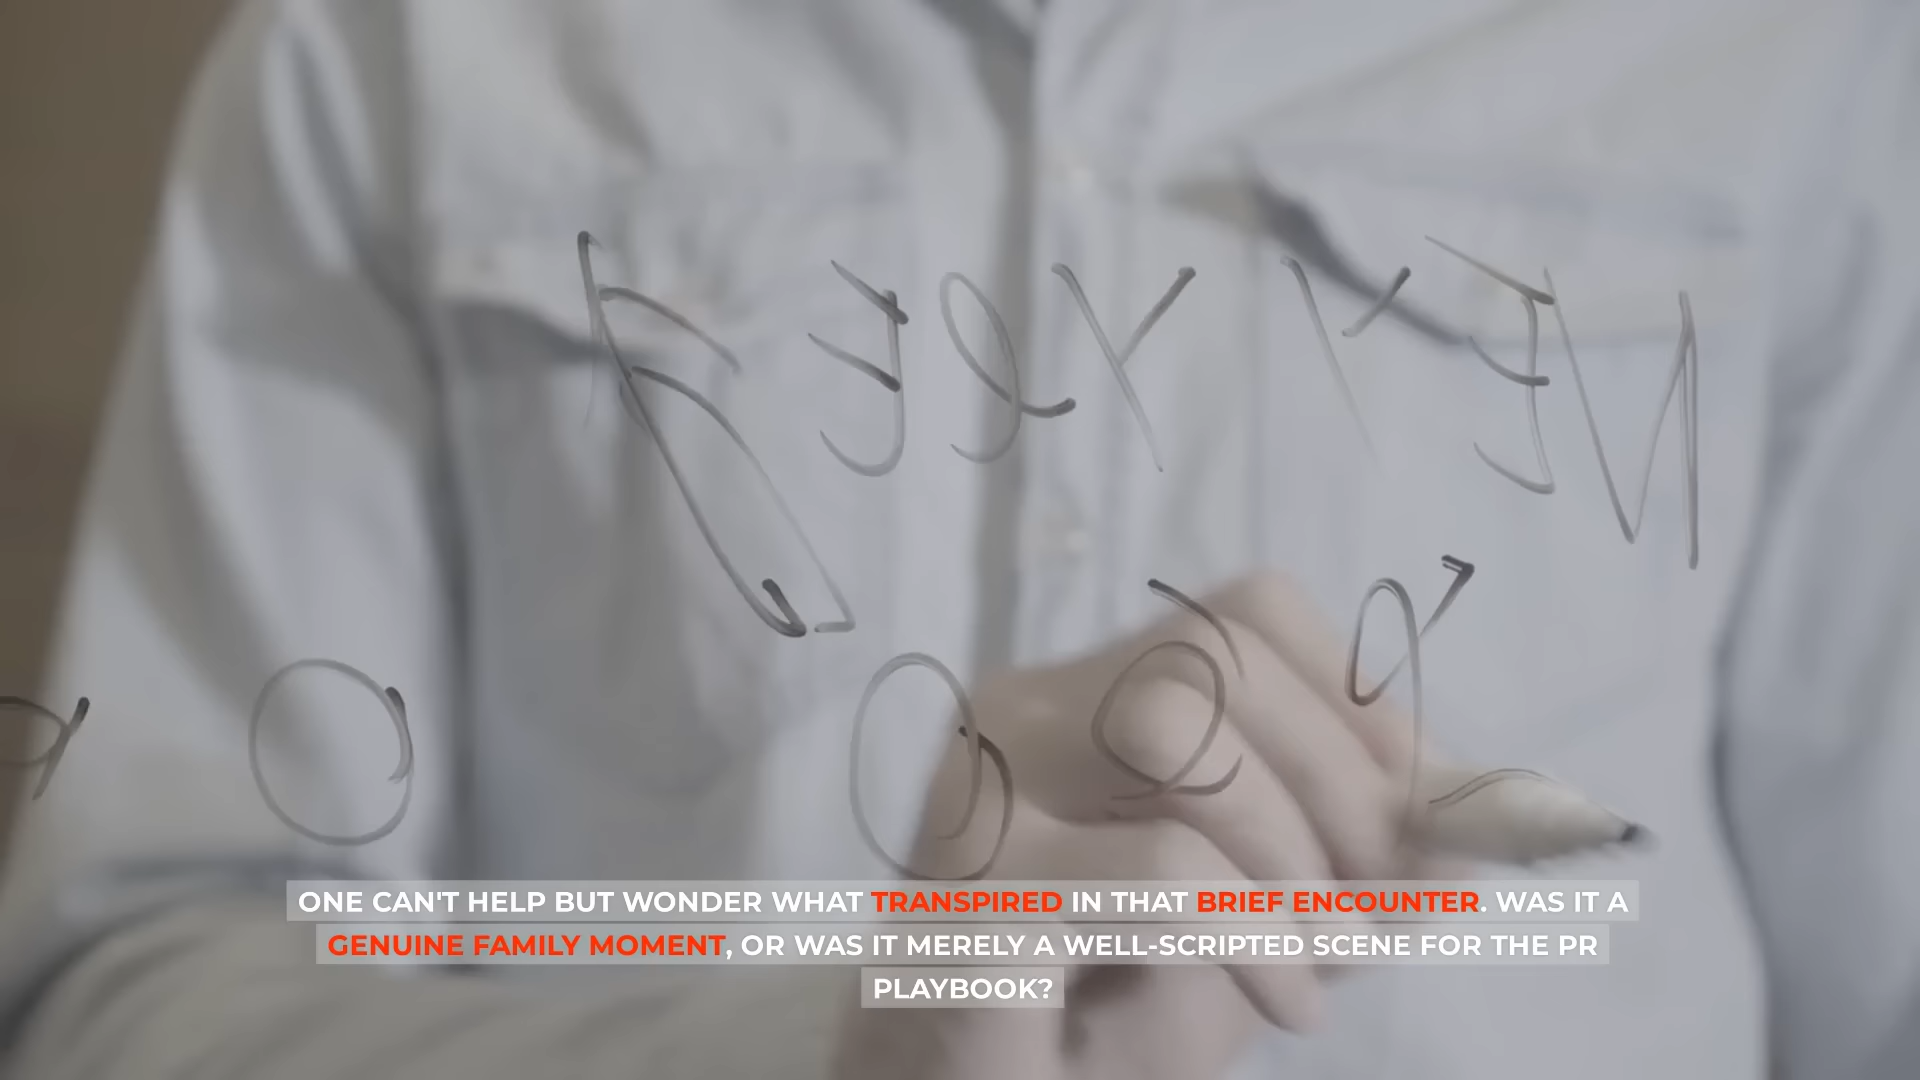 ONE CAN'T HELP BUT WONDER WHAT TRANSPIRED IN THAT BRIEF ENCOUNTER. WAS IT A
GENUINE FAMILY MOMENT, OR WAS IT MERELY A WELL-SCRIPTED SCENE FOR THE PR
PLAYBOOK?